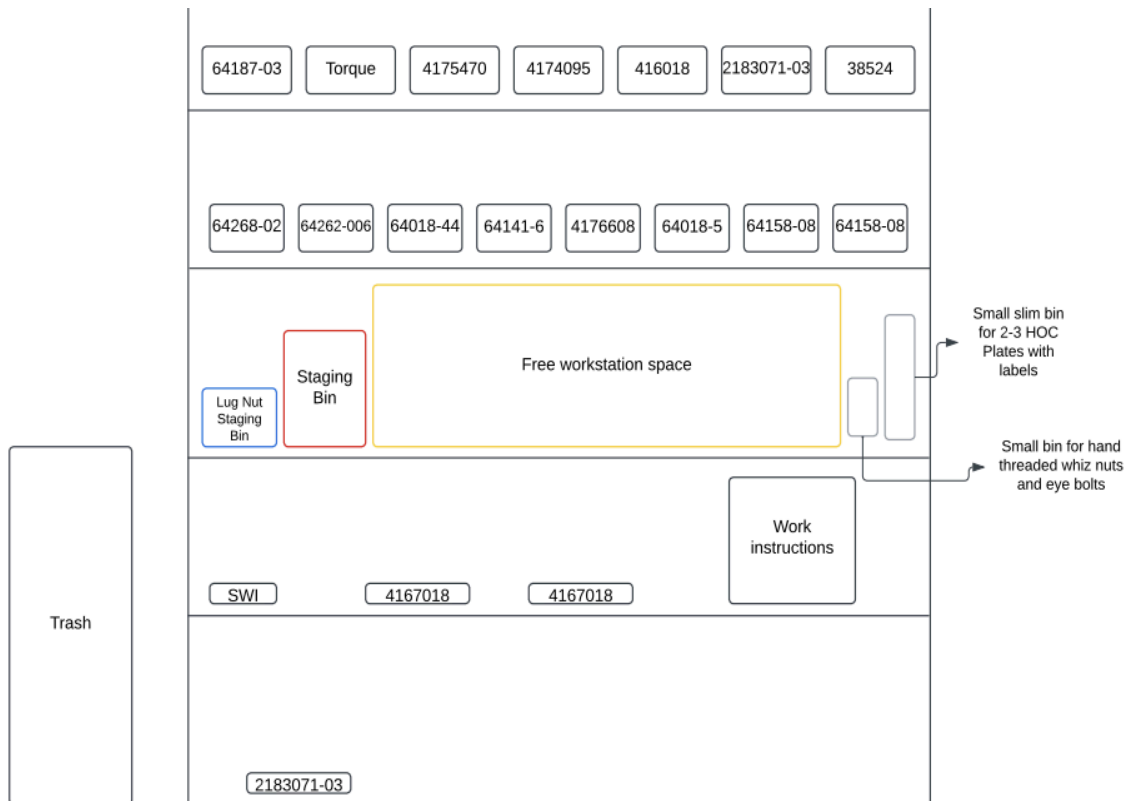 64187-03
Torque
4175470
4174095
416018
2183071-03
38524
64268-02
64262-006
64018-44
64141-6
4176608
64018-5
64158-08
64158-08
Lug Nut
Staging
Bin
Staging
Bin
Free workstation space
Small slim bin
for 2-3 HOC
Plates with
labels
Small bin for hand
threaded whiz nuts
and eye bolts
Trash
SWI
4167018
4167018
Work
instructions
2183071-03